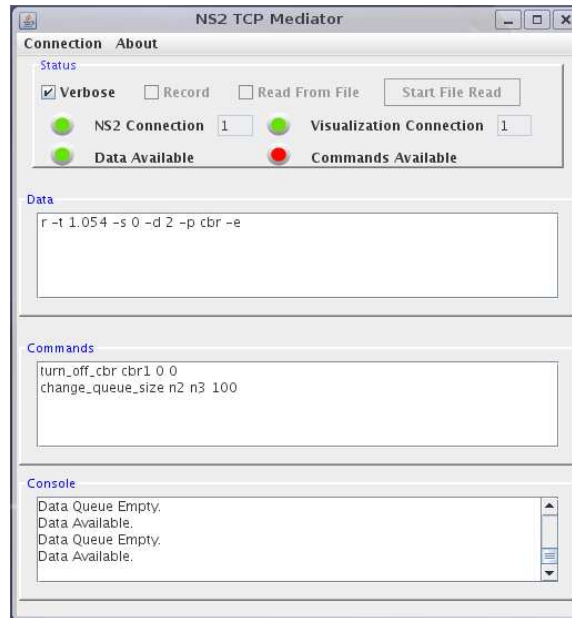 NS2 TCP Mediator
Connection About
Status
Verbose Record Read From File Start File Read
NS2 Connection 1 Visualization Connection 1
Data Available Commands Available
Data
r -t 1.054 -s 0 -d 2 -p cbr -e
Commands
turn_off_cbr cbr1 0 0
change_queue_size n2 n3 100
Console
Data Queue Empty.
Data Available.
Data Queue Empty.
Data Available.